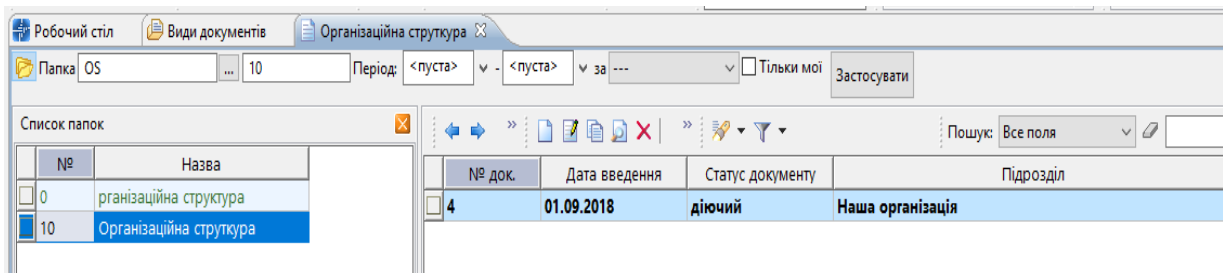 Робочий стіл Види документів Організаційна струткура
Папка OS ... 10 Період: <пуста> - <пуста> за --- Тільки мої Застосувати
Список папок
» » Пошук: Все поля
№ Назва
0 рганізаційна структура
10 Організаційна струткура
№ док. Дата введення Статус документу Підрозділ
4 01.09.2018 діючий Наша організація